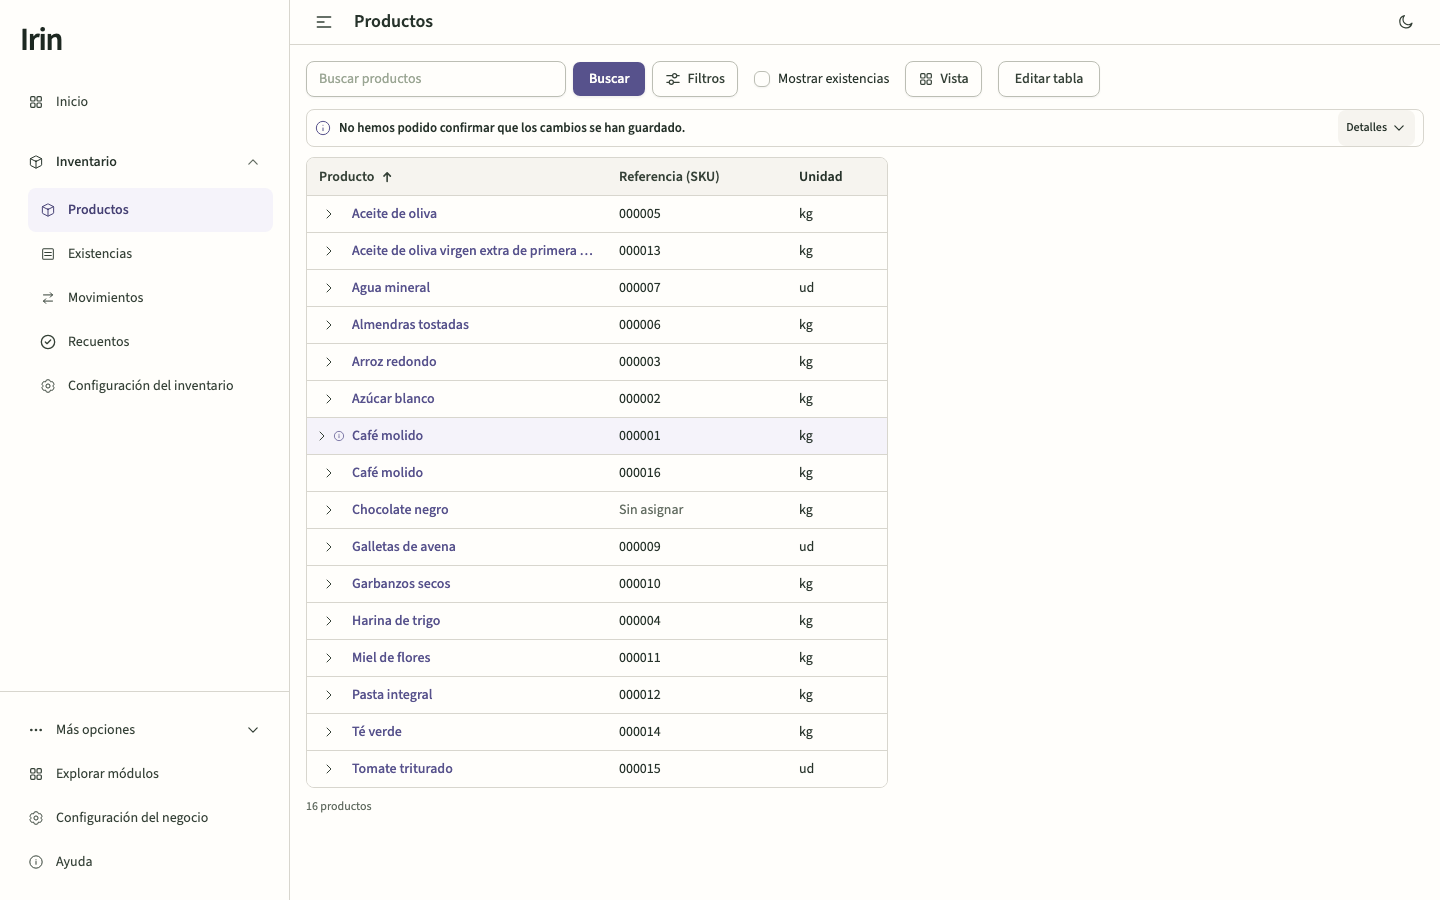 Irin
Productos
Inicio
Inventario
Productos
Existencias
Movimientos
Recuentos
Configuración del inventario
Más opciones
Explorar módulos
Configuración del negocio
Ayuda
Buscar productos
Buscar
Filtros
Mostrar existencias
Vista
Editar tabla
No hemos podido confirmar que los cambios se han guardado.
Detalles
Producto Referencia (SKU) Unidad
Aceite de oliva 000005 kg
Aceite de oliva virgen extra de primera … 000013 kg
Agua mineral 000007 ud
Almendras tostadas 000006 kg
Arroz redondo 000003 kg
Azúcar blanco 000002 kg
Café molido 000001 kg
Café molido 000016 kg
Chocolate negro Sin asignar kg
Galletas de avena 000009 ud
Garbanzos secos 000010 kg
Harina de trigo 000004 kg
Miel de flores 000011 kg
Pasta integral 000012 kg
Té verde 000014 kg
Tomate triturado 000015 ud
16 productos